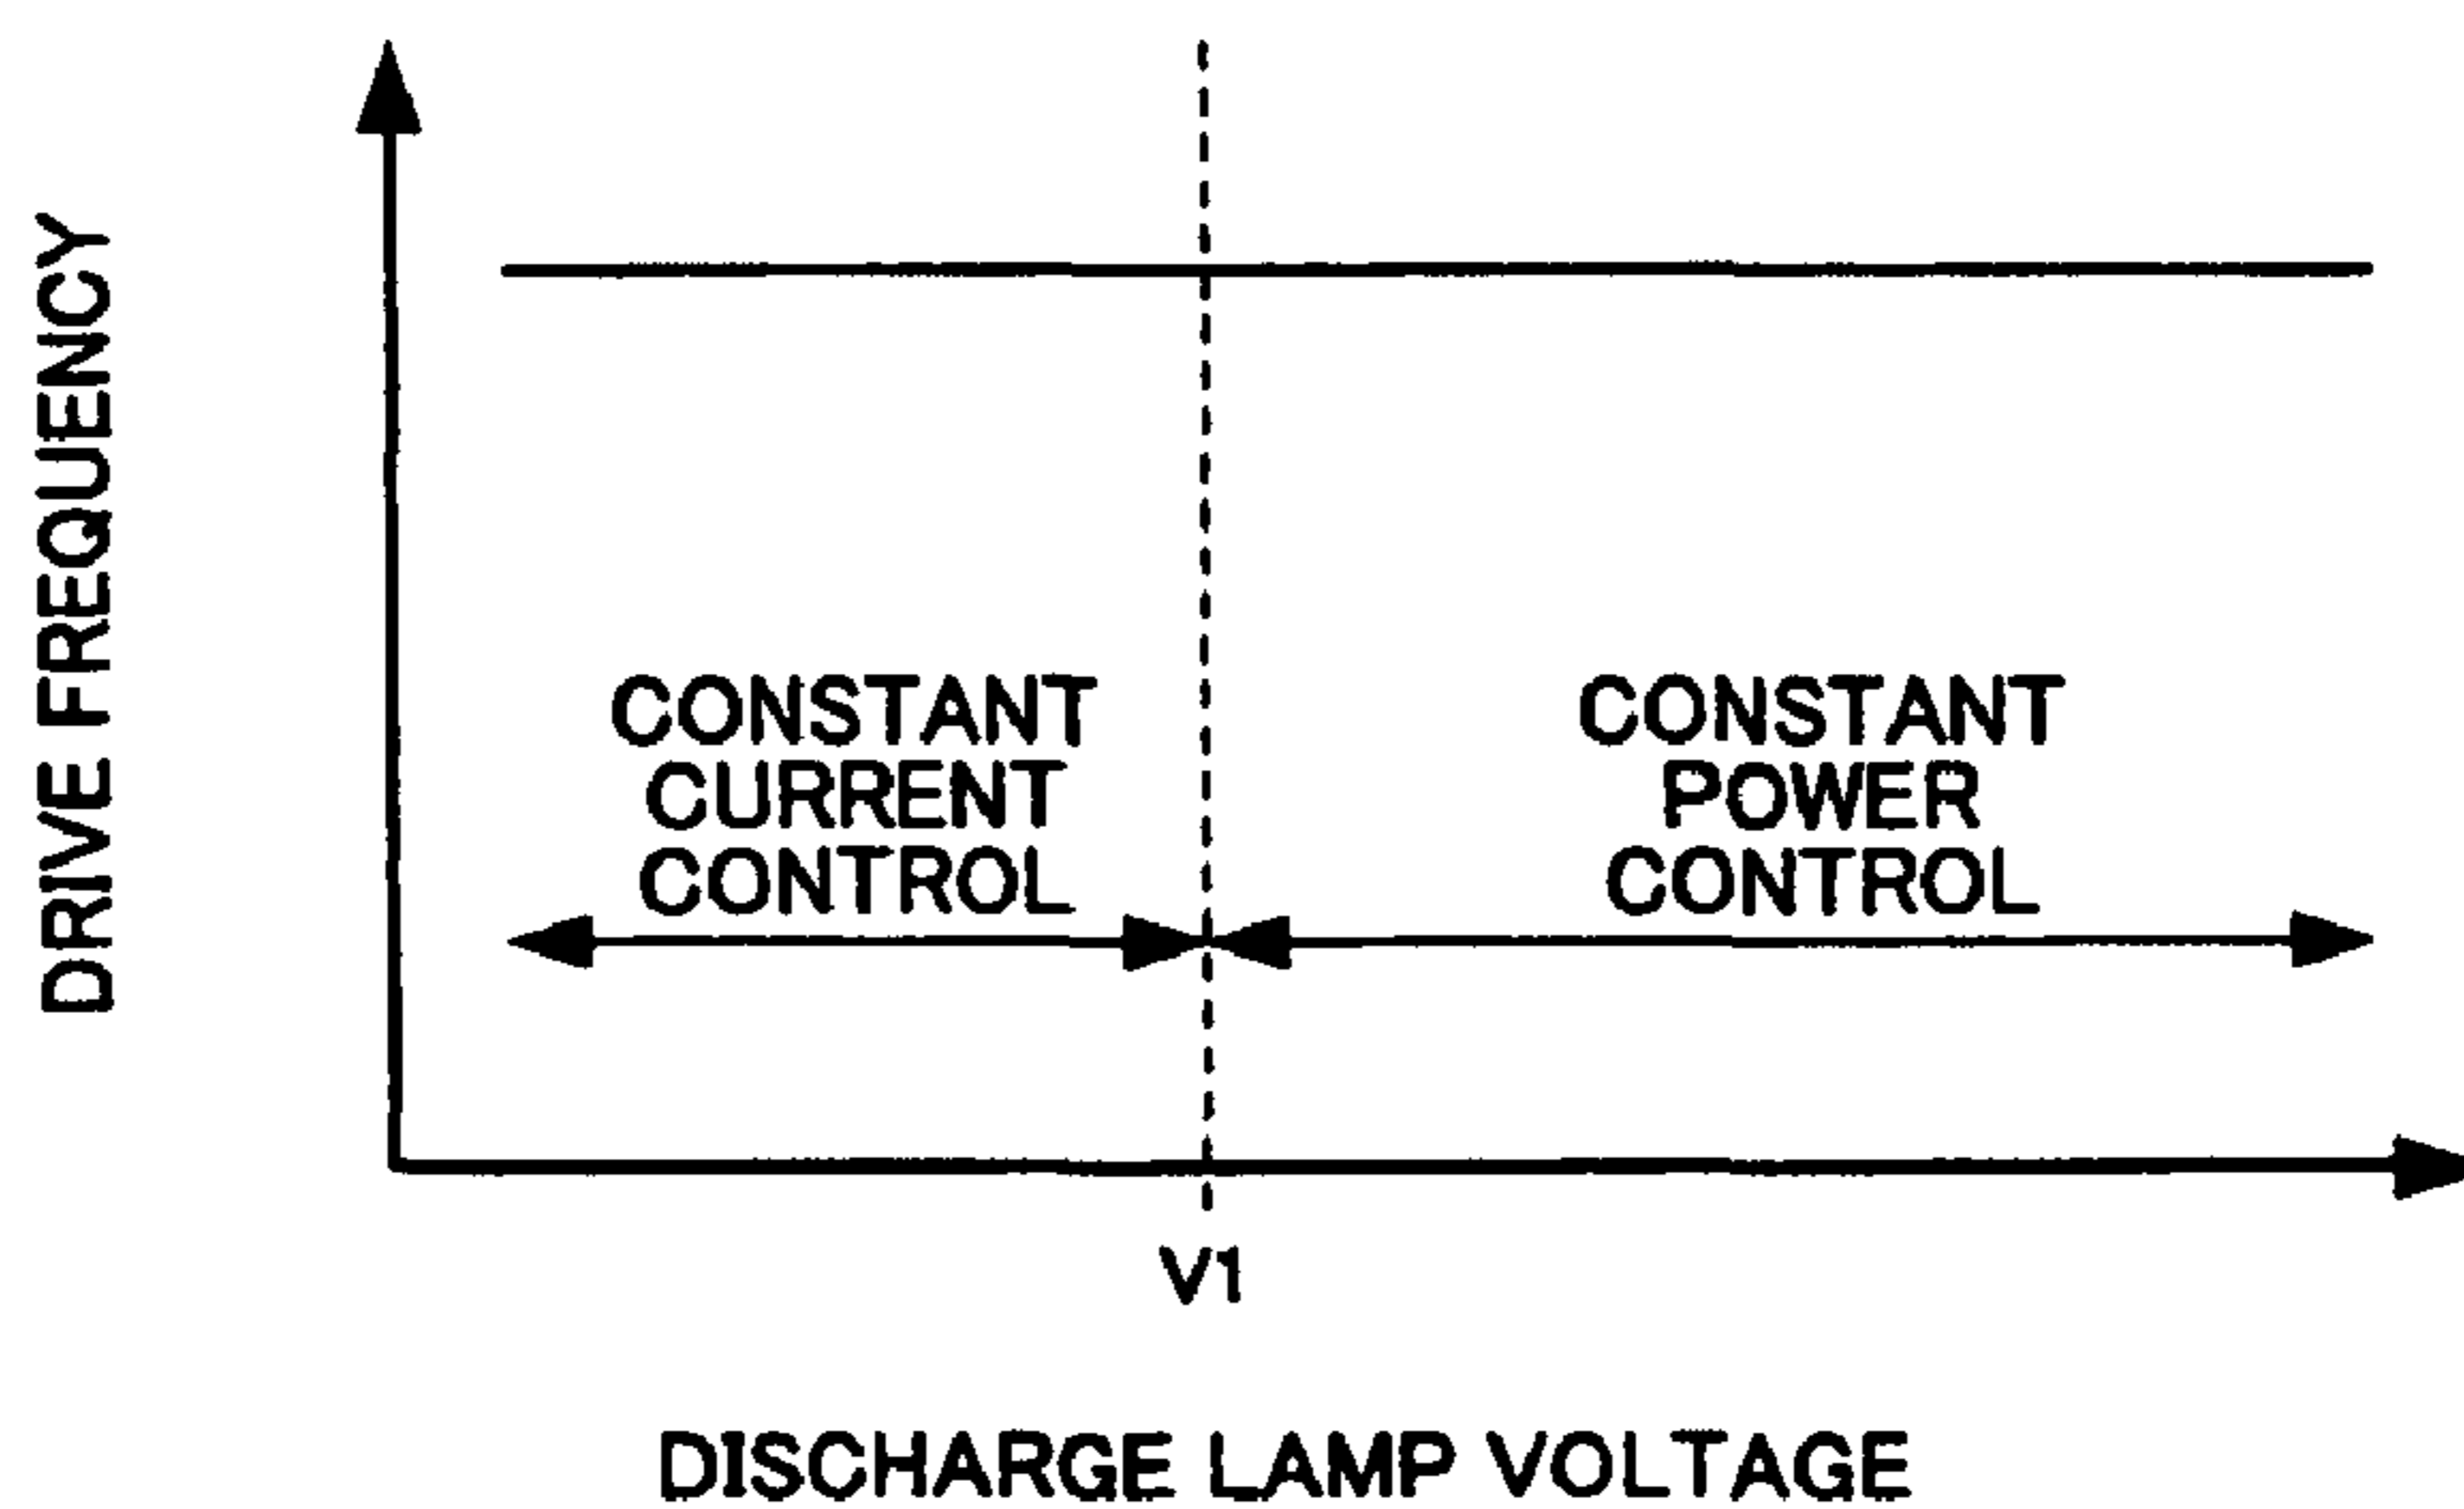 DRIVE FREQUENCY
CONSTANT
CURRENT
CONTROL
CONSTANT
POWER
CONTROL
V1
DISCHARGE LAMP VOLTAGE